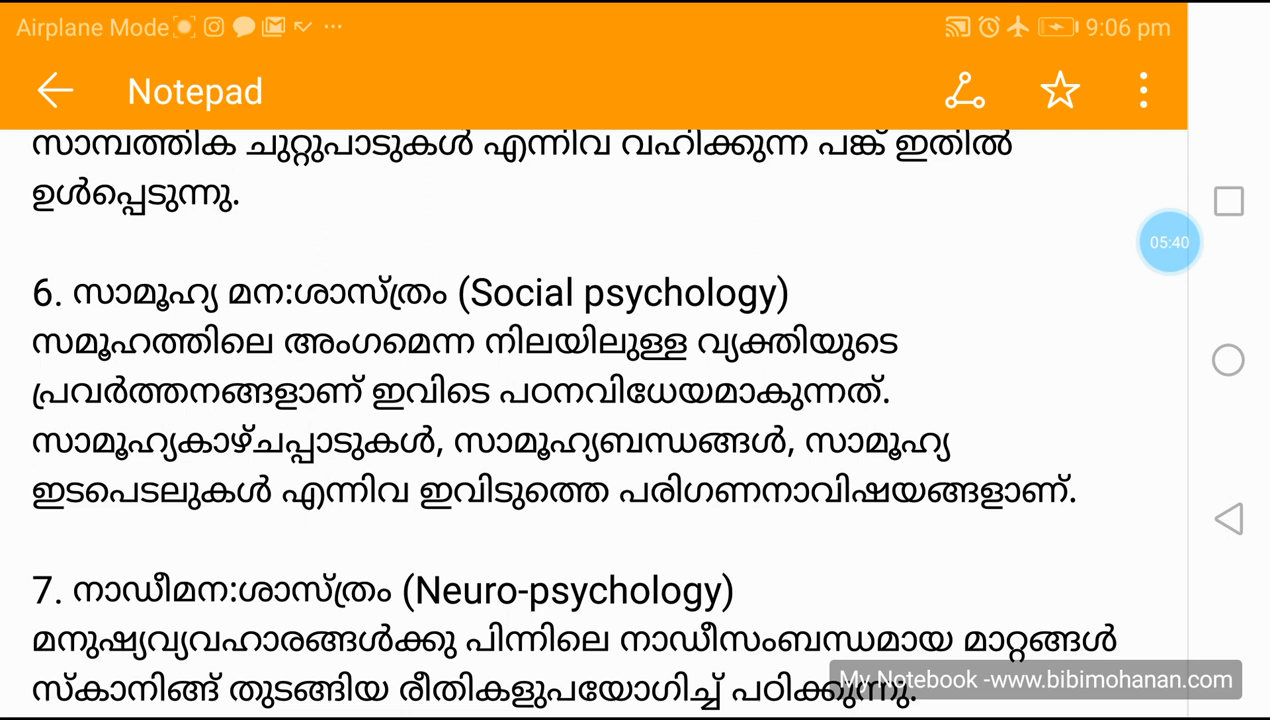 Airplane Mode ... 9:06 pm
Notepad
സാമ്പത്തിക ചുറ്റുപാടുകൾ എന്നിവ വഹിക്കുന്ന പങ്ക് ഇതിൽ
ഉൾപ്പെടുന്നു.
05:40
6. സാമൂഹ്യ മന:ശാസ്ത്രം (Social psychology)
സമൂഹത്തിലെ അംഗമെന്ന നിലയിലുള്ള വ്യക്തിയുടെ
പ്രവർത്തനങ്ങളാണ് ഇവിടെ പഠനവിധേയമാകുന്നത്.
സാമൂഹ്യകാഴ്ചപ്പാടുകൾ, സാമൂഹ്യബന്ധങ്ങൾ, സാമൂഹ്യ
ഇടപെടലുകൾ എന്നിവ ഇവിടുത്തെ പരിഗണനാവിഷയങ്ങളാണ്.
7. നാഡീമന:ശാസ്ത്രം (Neuro-psychology)
മനുഷ്യവ്യവഹാരങ്ങൾക്കു പിന്നിലെ നാഡീസംബന്ധമായ മാറ്റങ്ങൾ
സ്കാനിങ്ങ് തുടങ്ങിയ രീതികളുപയോഗിച്ച് പഠിക്കുന്നു.
My Notebook -www.bibimohanan.com